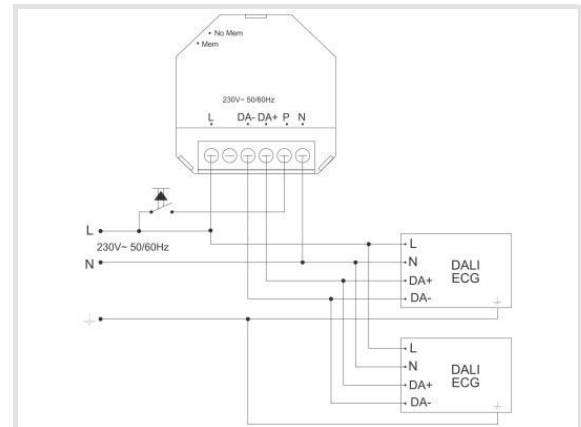 No Mem
Mem
230V~ 50/60Hz
L DA- DA+ P N
L
230V~ 50/60Hz
N
L
N
DA+
DA-
DALI
ECG
L
N
DA+
DA-
DALI
ECG